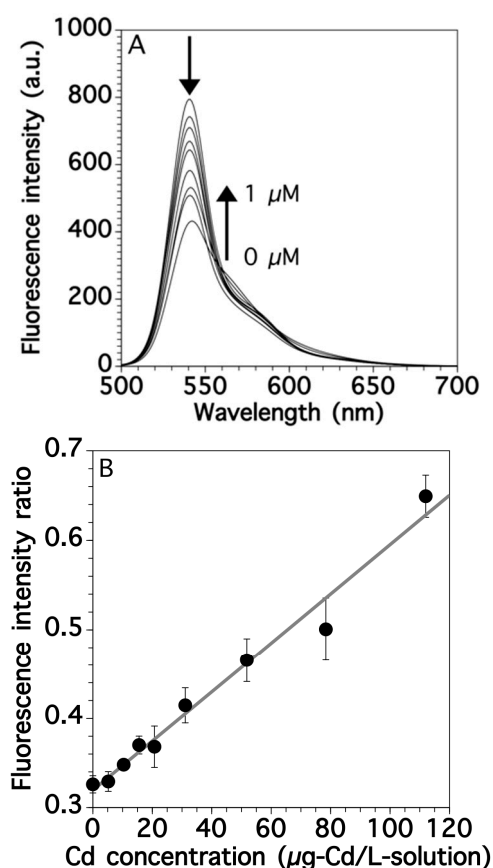 1000
A
800
1 μM
600
400
0 μM
200
0
500 550 600 650 700
Wavelength (nm)
Fluorescence intensity (a.u.)
0.7
B
0.6
0.5
0.4
0.3
0 20 40 60 80 100 120
Cd concentration (μg-Cd/L-solution)
Fluorescence intensity ratio